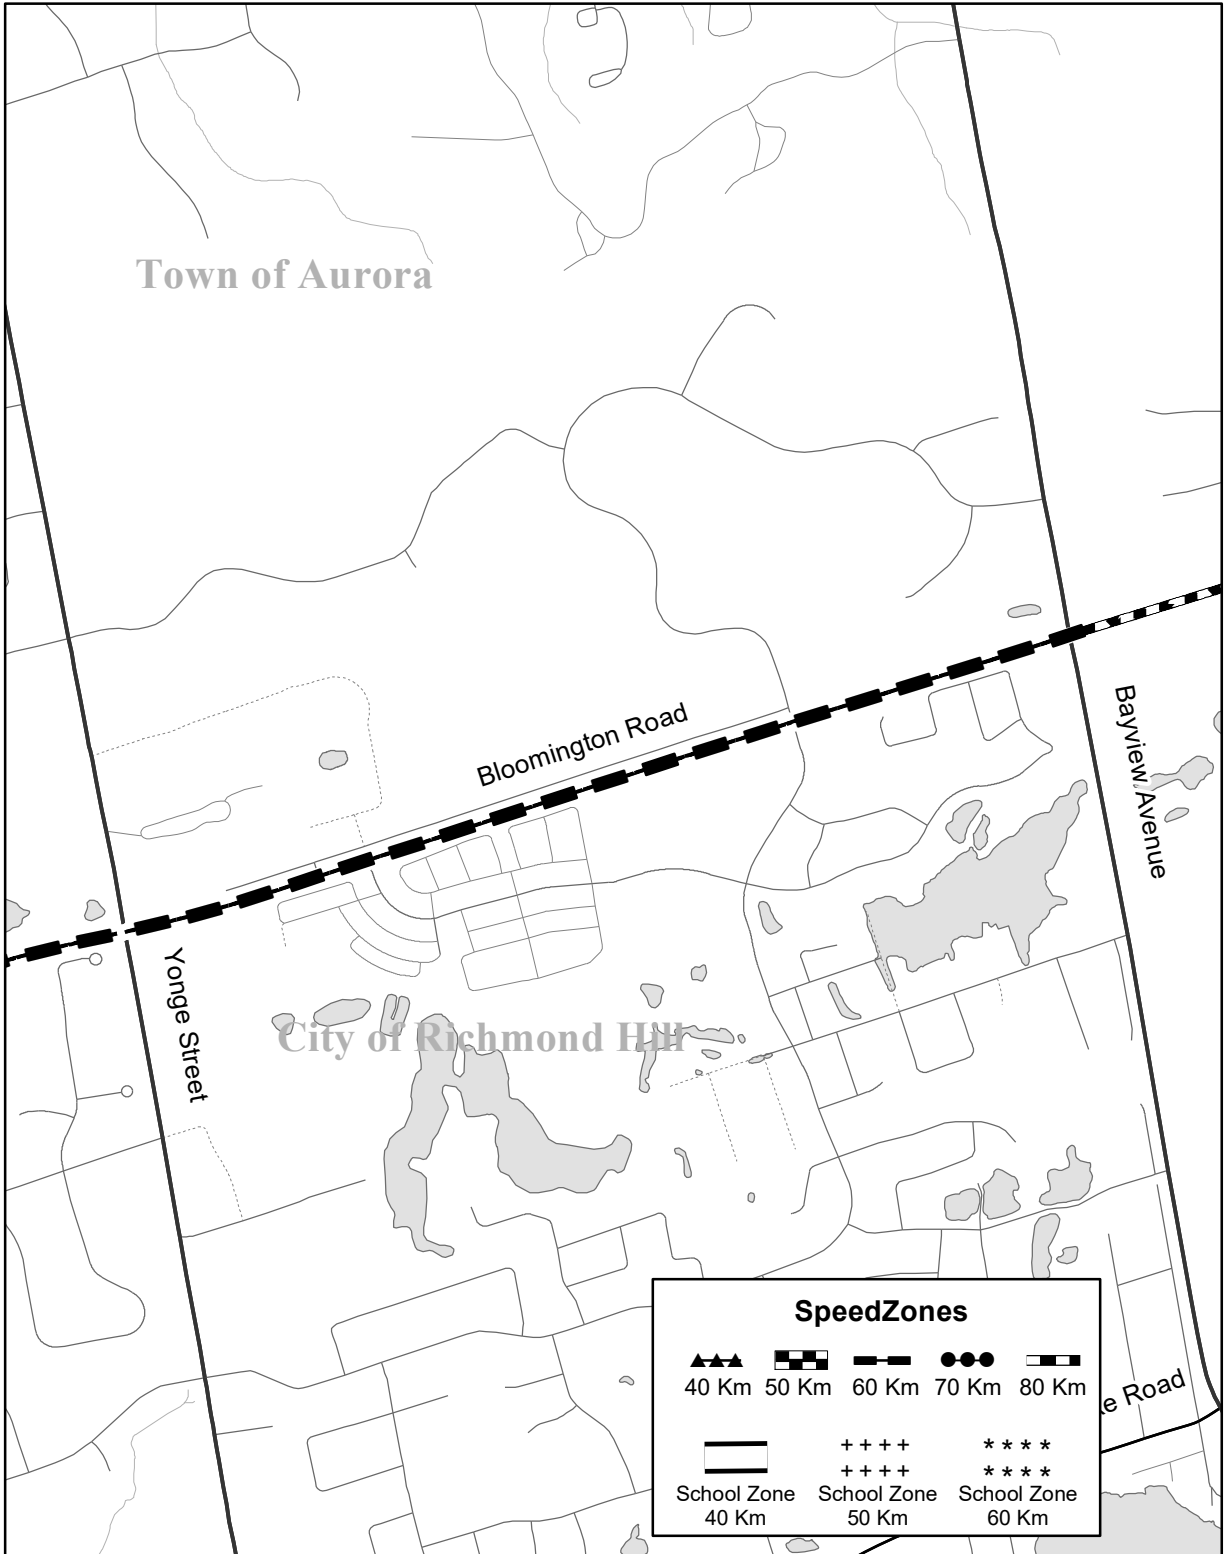 Town of Aurora
Bloomington Road
Bayview Avenue
Yonge Street
City of Richmond Hill
SpeedZones
40 Km 50 Km 60 Km 70 Km 80 Km
Road
School Zone School Zone School Zone
40 Km 50 Km 60 Km